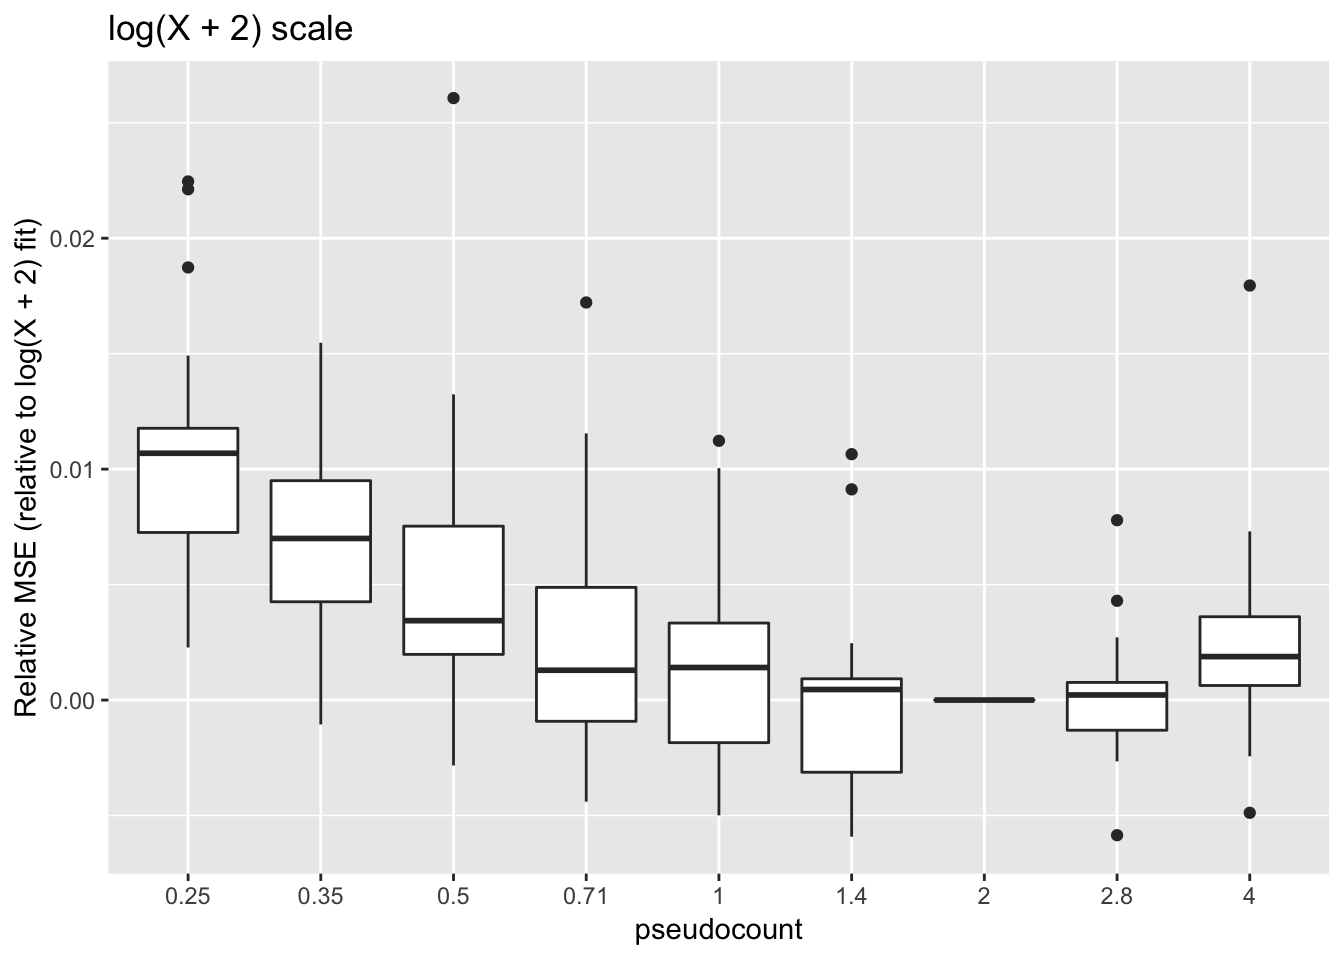 log(X + 2) scale
Relative MSE (relative to log(X + 2) fit)
0.02
0.01
0.00
0.25 0.35 0.5 0.71 1 1.4 2 2.8 4
pseudocount